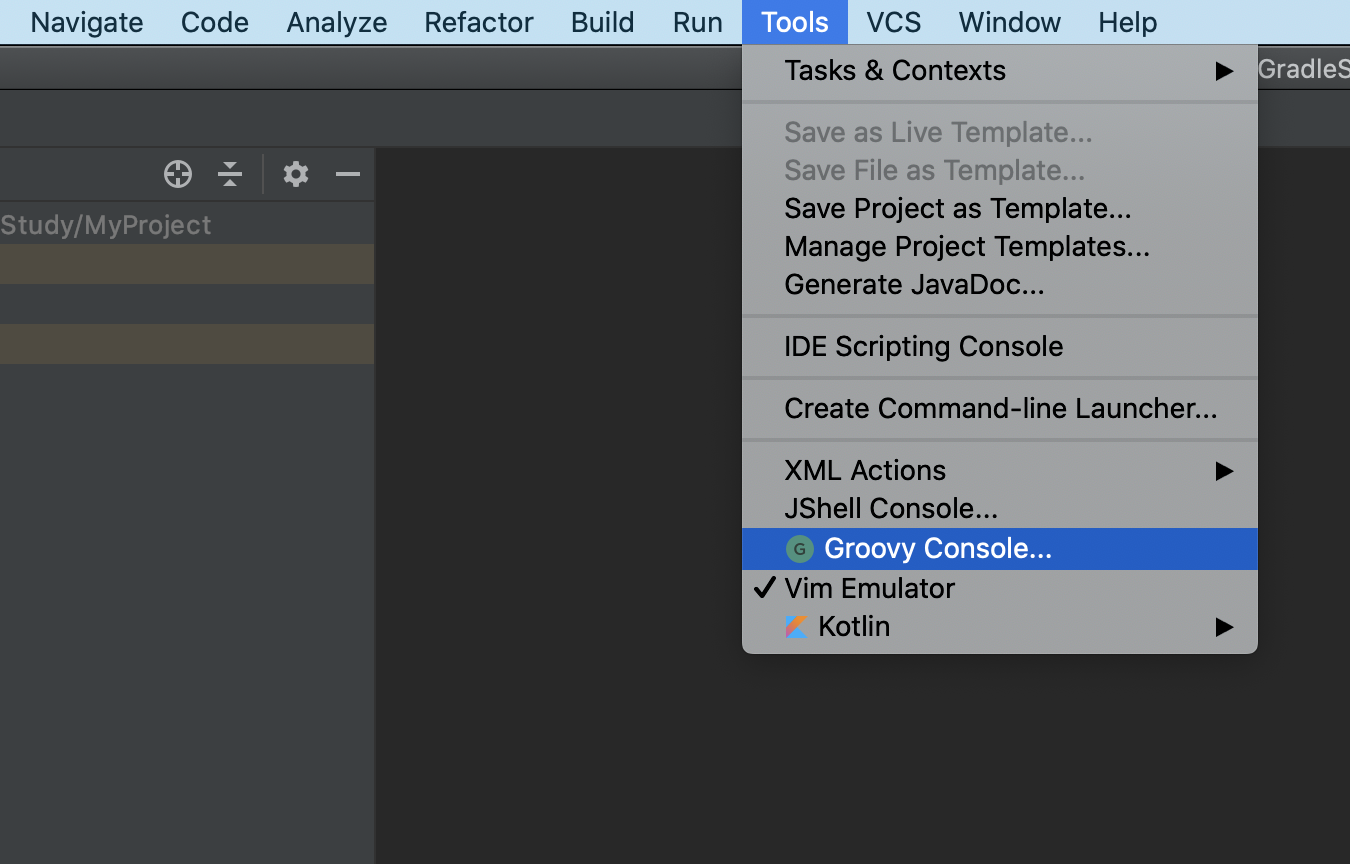 Navigate Code Analyze Refactor Build Run Tools VCS Window Help
Tasks & Contexts
GradleS
Save as Live Template...
Save File as Template...
Study/MyProject
Save Project as Template...
Manage Project Templates...
Generate JavaDoc...
IDE Scripting Console
Create Command-line Launcher...
XML Actions
JShell Console...
G Groovy Console...
Vim Emulator
Kotlin